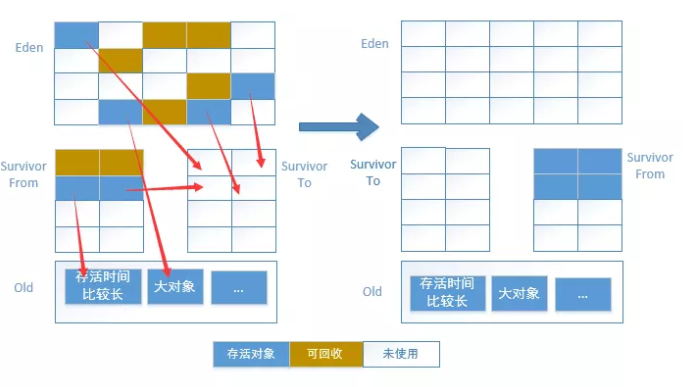 Eden
Survivor
From
Survivor
To
Old
存活时间
比较长
大对象
...
Eden
Survivor
To
Survivor
From
Old
存活时间
比较长
大对象
...
存活对象
可回收
未使用